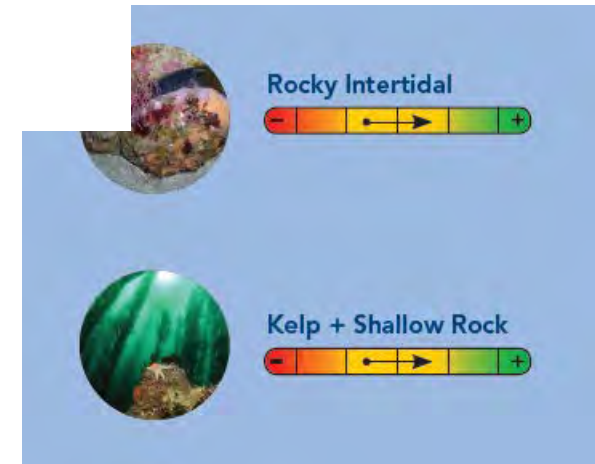 Rocky Intertidal
- +
Kelp + Shallow Rock
- +